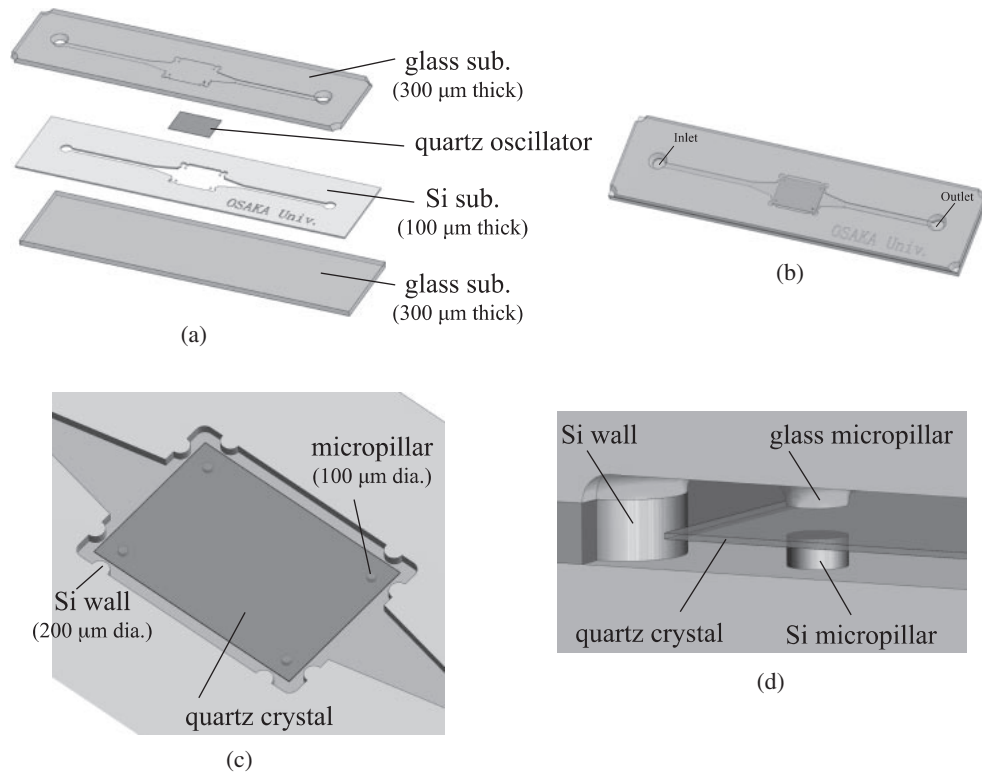 glass sub.
(300 μm thick)
quartz oscillator
Si sub.
(100 μm thick)
OSAKA Univ.
glass sub.
(300 μm thick)
(a)
Inlet
Outlet
OSAKA Univ.
(b)
micropillar
(100 μm dia.)
Si wall
(200 μm dia.)
quartz crystal
(c)
Si wall
glass micropillar
quartz crystal
Si micropillar
(d)